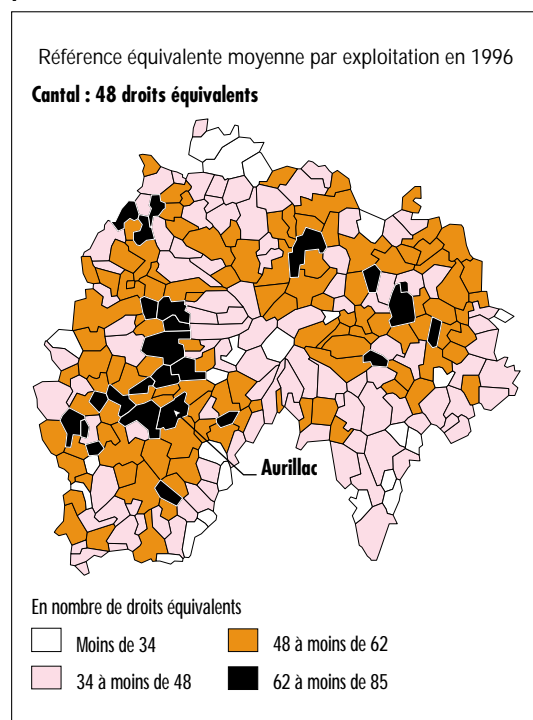 Référence équivalente moyenne par exploitation en 1996
Cantal : 48 droits équivalents
Aurillac
En nombre de droits équivalents
Moins de 34
48 à moins de 62
34 à moins de 48
62 à moins de 85